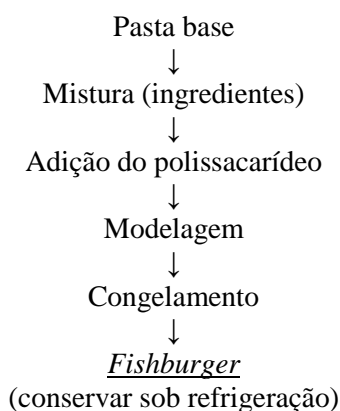 Pasta base
↓
Mistura (ingredientes)
↓
Adição do polissacarídeo
↓
Modelagem
↓
Congelamento
↓
Fishburger
(conservar sob refrigeração)